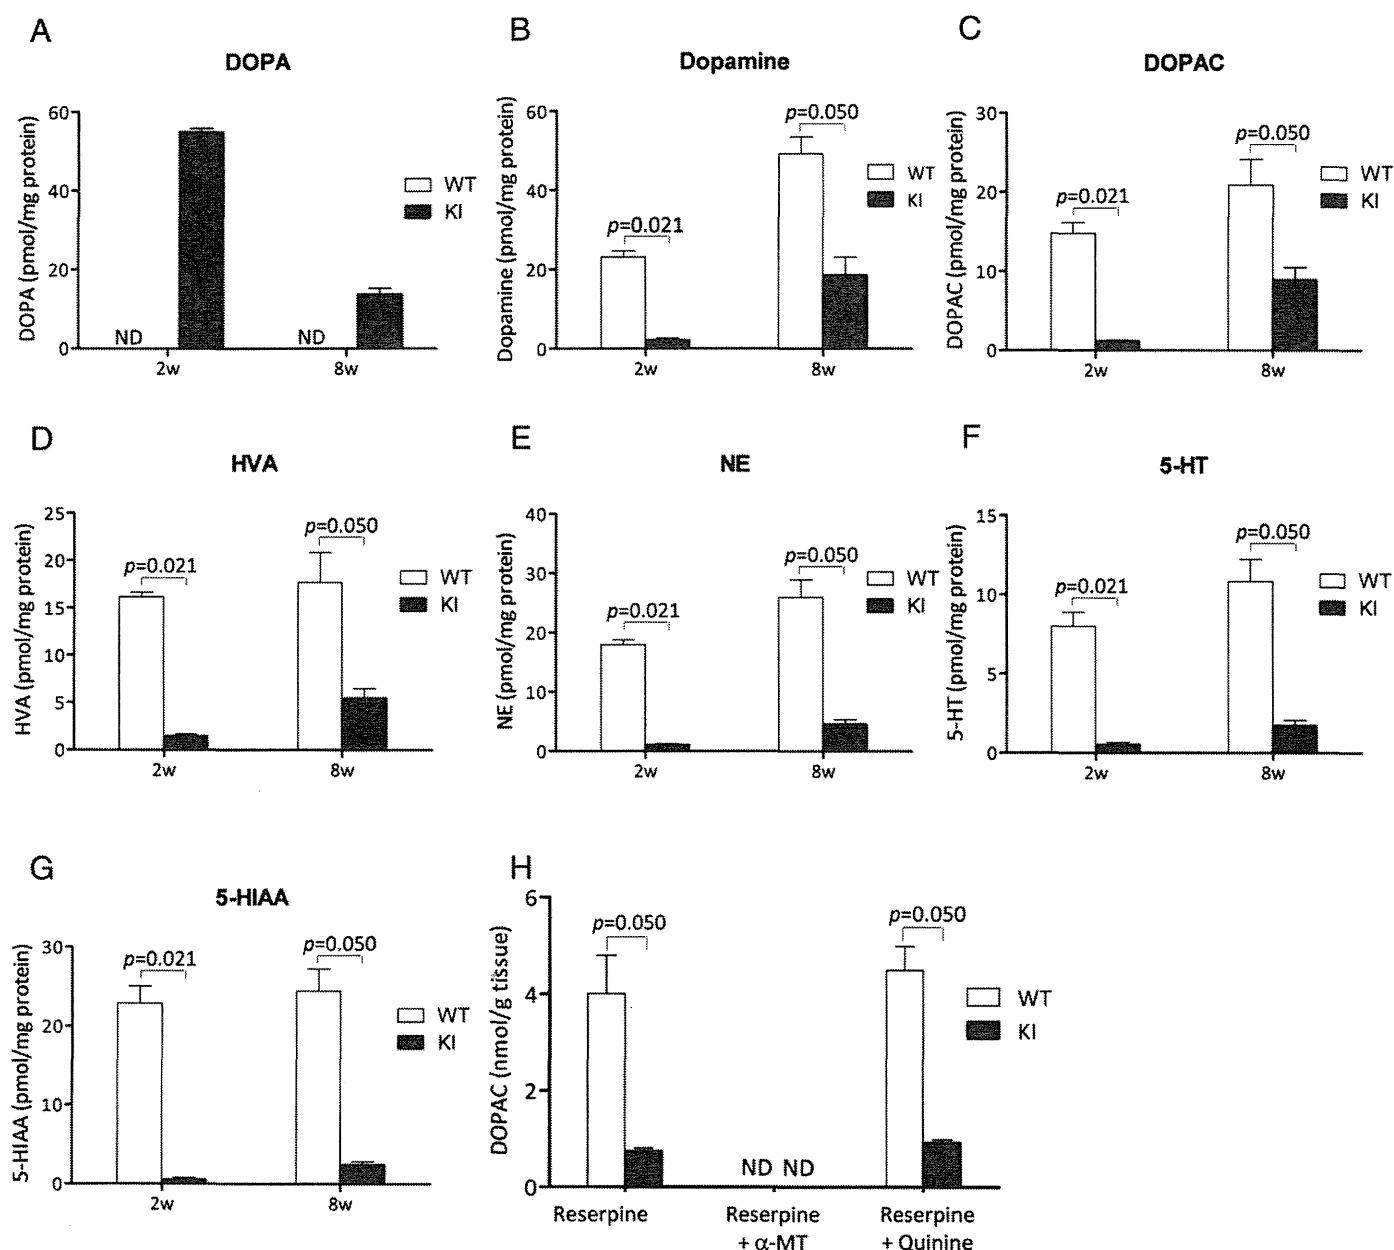 A
DOPA
DOPA (pmol/mg protein)
60
40
20
0
ND
ND
2w
8w
WT
KI
B
Dopamine
Dopamine (pmol/mg protein)
60
40
20
0
p=0.021
p=0.050
2w
8w
WT
KI
C
DOPAC
DOPAC (pmol/mg protein)
30
20
10
0
p=0.021
p=0.050
2w
8w
WT
KI
D
HVA
HVA (pmol/mg protein)
25
20
15
10
5
0
p=0.021
p=0.050
2w
8w
WT
KI
E
NE
NE (pmol/mg protein)
40
30
20
10
0
p=0.021
p=0.050
2w
8w
WT
KI
F
5-HT
5-HT (pmol/mg protein)
15
10
5
0
p=0.021
p=0.050
2w
8w
WT
KI
G
5-HIAA
5-HIAA (pmol/mg protein)
30
20
10
0
p=0.021
p=0.050
2w
8w
WT
KI
H
DOPAC (nmol/g tissue)
6
4
2
0
p=0.050
ND ND
p=0.050
Reserpine
Reserpine
+ α-MT
Reserpine
+ Quinine
WT
KI